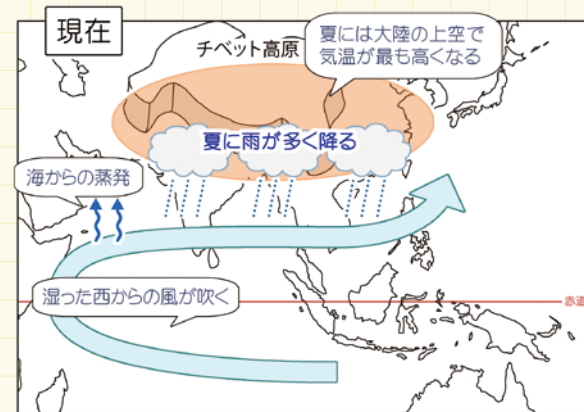 現在
チベット高原
夏には大陸の上空で
気温が最も高くなる
夏に雨が多く降る
海からの蒸発
湿った西からの風が吹く
赤道